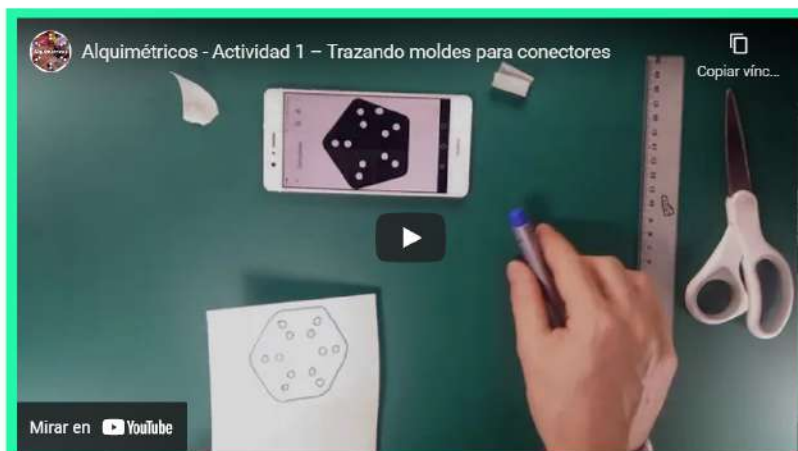 Alquimétricos - Actividad 1 – Trazando moldes para conectores
Copiar vínc...
Mirar en YouTube